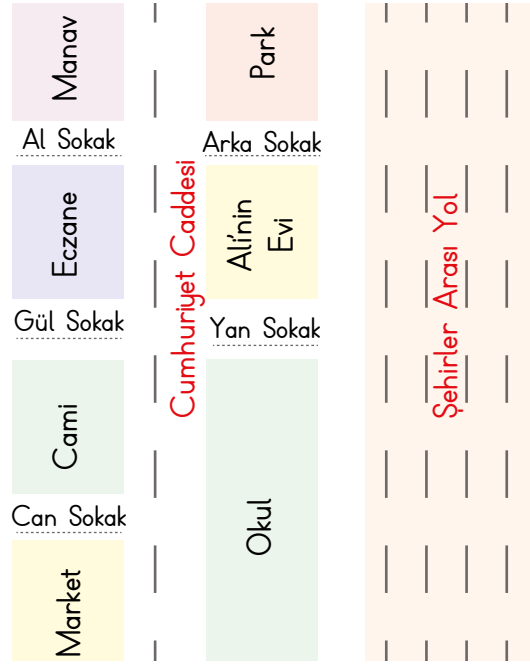 Manav
Al Sokak
Eczane
Gül Sokak
Cami
Can Sokak
Market
Cumhuriyet Caddesi
Park
Arka Sokak
Ali'nin
Evi
Yan Sokak
Okul
Şehirler Arası Yol